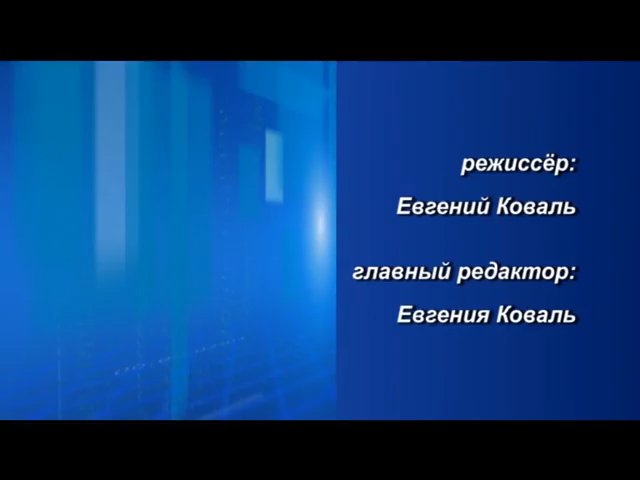 режиссёр:
Евгений Коваль
главный редактор:
Евгения Коваль